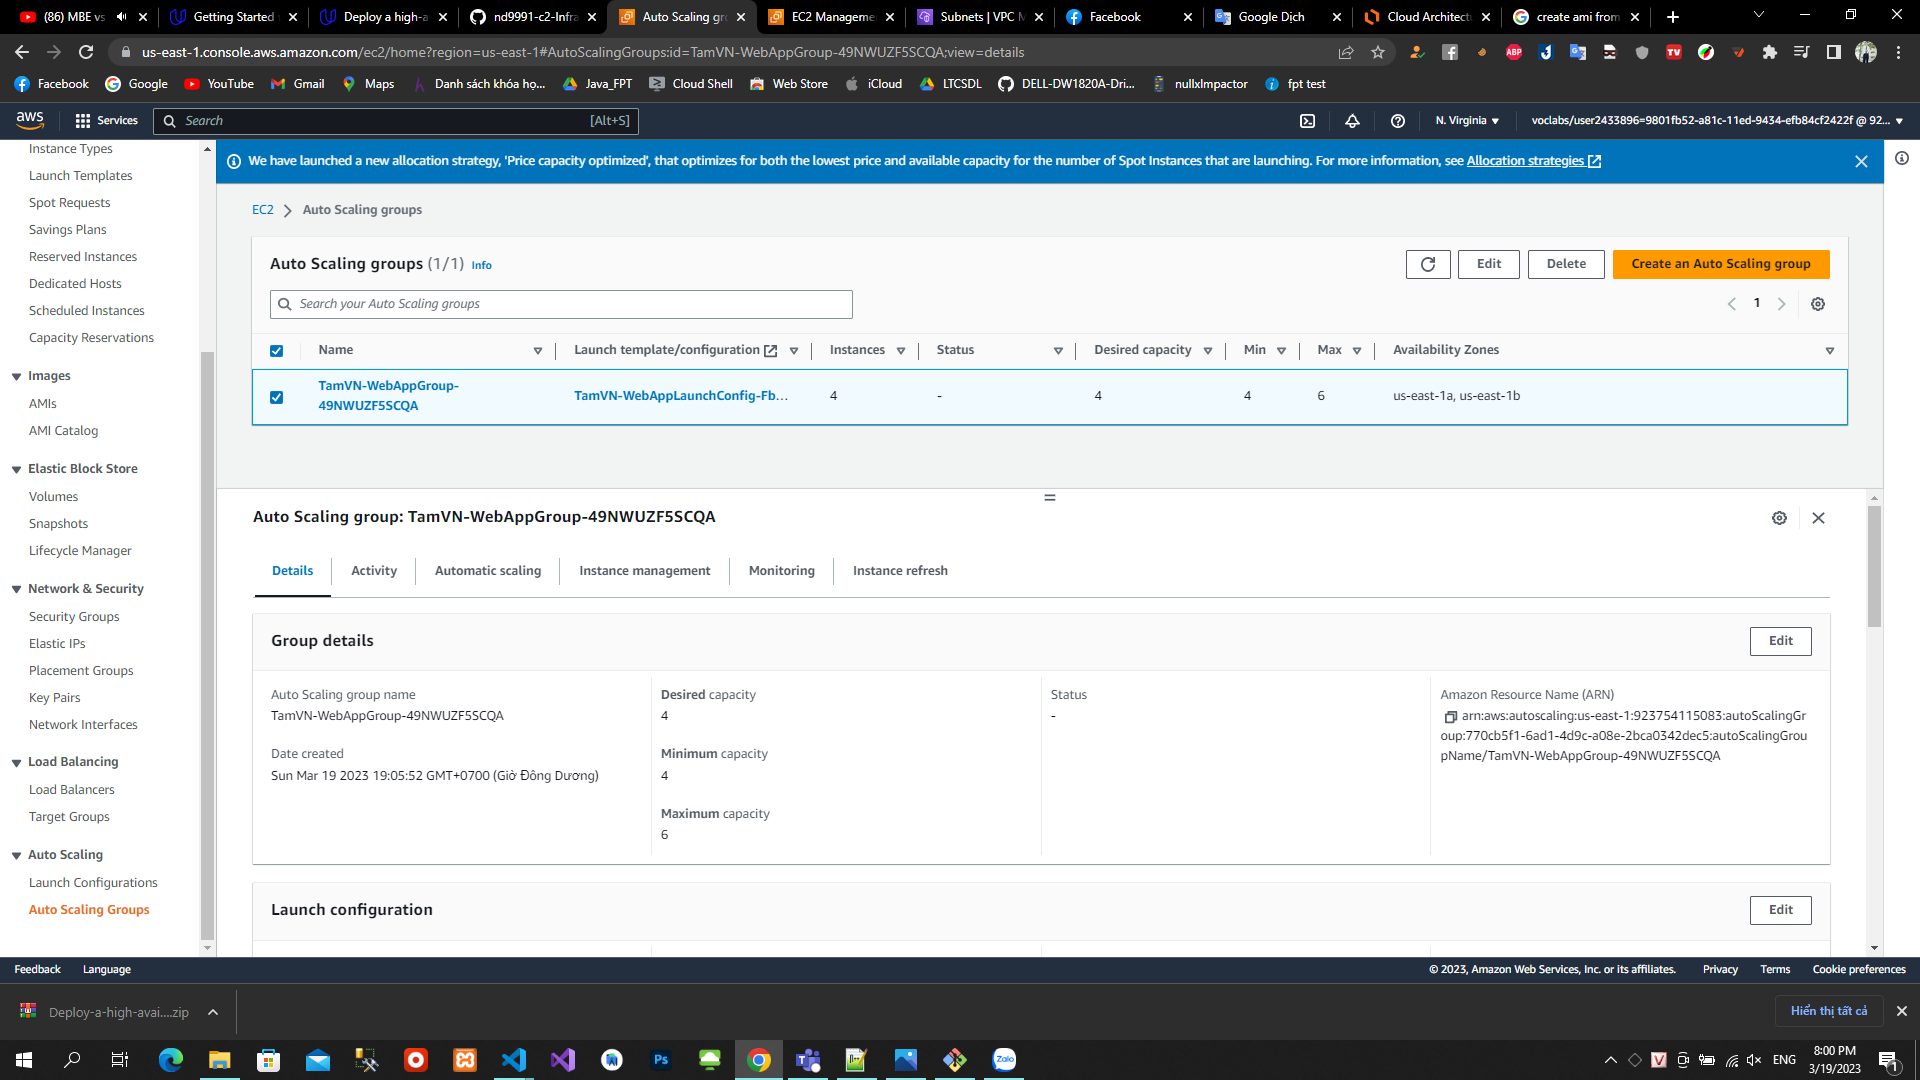 (86) MBE vs
Getting Started
Deploy a high-a
nd9991-c2-Infra
Auto Scaling gro
EC2 Manageme
Subnets | VPC M
Facebook
Google Dịch
Cloud Architect
create ami from
us-east-1.console.aws.amazon.com/ec2/home?region=us-east-1#AutoScalingGroups:id=TamVN-WebAppGroup-49NWUZF5SCQA;view=details
Facebook
Google
YouTube
Gmail
Maps
Danh sách khóa họ...
Java_FPT
Cloud Shell
Web Store
iCloud
LTCSDL
DELL-DW1820A-Dri...
nullxImpactor
fpt test
aws
Services
Search
[Alt+S]
N. Virginia
voclabs/user2433896=9801fb52-a81c-11ed-9434-efb84cf2422f @ 92...
Instance Types
Launch Templates
Spot Requests
Savings Plans
Reserved Instances
Dedicated Hosts
Scheduled Instances
Capacity Reservations
Images
AMIs
AMI Catalog
Elastic Block Store
Volumes
Snapshots
Lifecycle Manager
Network & Security
Security Groups
Elastic IPs
Placement Groups
Key Pairs
Network Interfaces
Load Balancing
Load Balancers
Target Groups
Auto Scaling
Launch Configurations
Auto Scaling Groups
We have launched a new allocation strategy, 'Price capacity optimized', that optimizes for both the lowest price and available capacity for the number of Spot Instances that are launching. For more information, see Allocation strategies
EC2
Auto Scaling groups
Auto Scaling groups (1/1) Info
Edit
Delete
Create an Auto Scaling group
Search your Auto Scaling groups
1
Name
Launch template/configuration
Instances
Status
Desired capacity
Min
Max
Availability Zones
TamVN-WebAppGroup-
49NWUZF5SCQA
TamVN-WebAppLaunchConfig-Fb...
4
-
4
4
6
us-east-1a, us-east-1b
Auto Scaling group: TamVN-WebAppGroup-49NWUZF5SCQA
Details
Activity
Automatic scaling
Instance management
Monitoring
Instance refresh
Group details
Edit
Auto Scaling group name
TamVN-WebAppGroup-49NWUZF5SCQA
Date created
Sun Mar 19 2023 19:05:52 GMT+0700 (Giờ Đông Dương)
Desired capacity
4
Minimum capacity
4
Maximum capacity
6
Status
-
Amazon Resource Name (ARN)
arn:aws:autoscaling:us-east-1:923754115083:autoScalingGr
oup:770cb5f1-6ad1-4d9c-a08e-2bca0342dec5:autoScalingGrou
pName/TamVN-WebAppGroup-49NWUZF5SCQA
Launch configuration
Edit
Feedback
Language
© 2023, Amazon Web Services, Inc. or its affiliates.
Privacy
Terms
Cookie preferences
Deploy-a-high-avai....zip
Hiển thị tất cả
Ps
Zalo
ENG
8:00 PM
3/19/2023
1